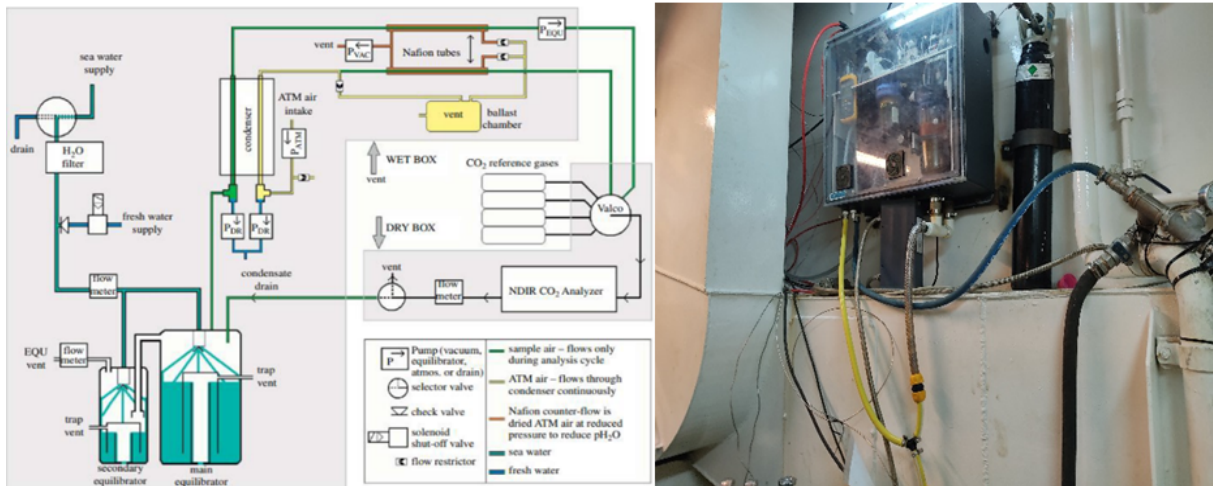 sea water
supply
drain
H₂O
filter
fresh water
supply
flow
meter
EQU
vent
flow
meter
trap
vent
trap
vent
secondary
equilibrator
main
equilibrator
condenser
ATM air
intake
P_ATM
P_DR
P_DR
condensate
drain
vent
P_VAC
Nafion tubes
P_EQU
vent
ballast
chamber
WET BOX
vent
DRY BOX
CO₂ reference gases
Valco
vent
flow
meter
NDIR CO₂ Analyzer
P
Pump (vacuum,
equilibrator,
atmos. or drain)
selector valve
check valve
solenoid
shut-off valve
flow restrictor
sample air – flows only
during analysis cycle
ATM air – flows through
condenser continuously
Nafion counter-flow is
dried ATM air at reduced
pressure to reduce pH₂O
sea water
fresh water